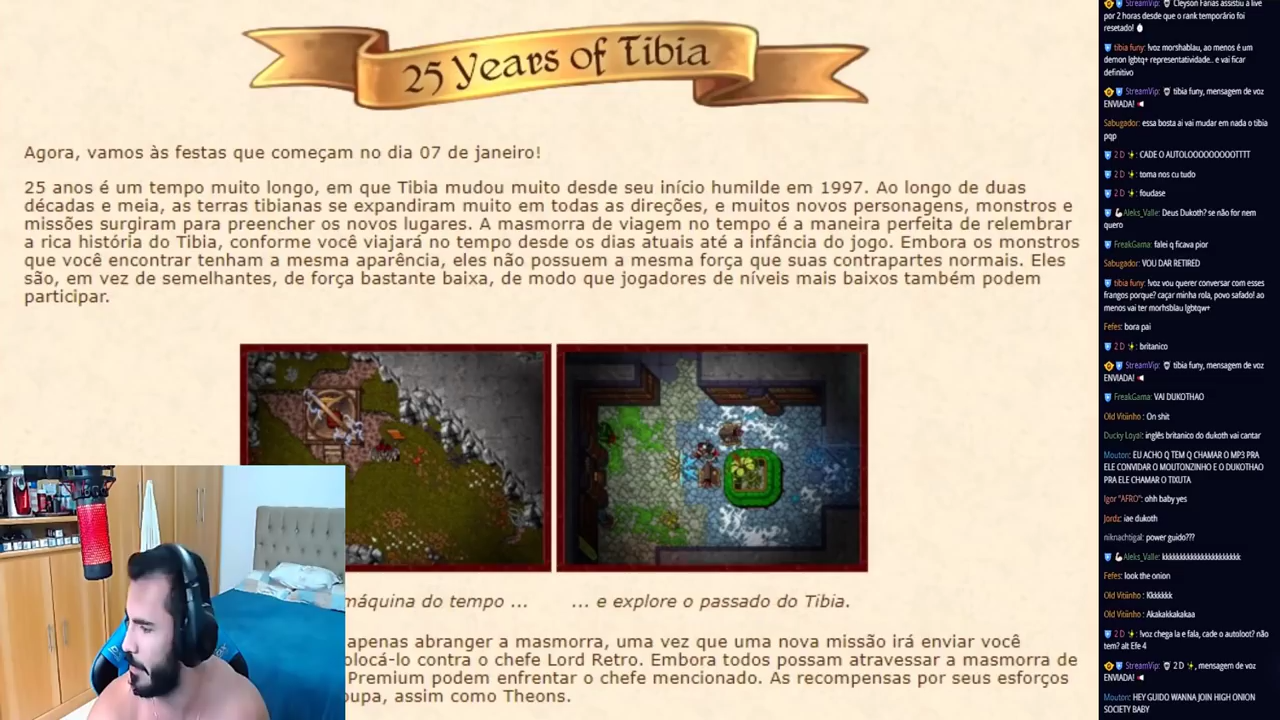 25 Years of Tibia
Agora, vamos às festas que começam no dia 07 de janeiro!
25 anos é um tempo muito longo, em que Tibia mudou muito desde seu início humilde em 1997. Ao longo de duas
décadas e meia, as terras tibianas se expandiram muito em todas as direções, e muitos novos personagens, monstros e
missões surgiram para preencher os novos lugares. A masmorra de viagem no tempo é a maneira perfeita de relembrar
a rica história do Tibia, conforme você viajará no tempo desde os dias atuais até a infância do jogo. Embora os monstros
que você encontrar tenham a mesma aparência, eles não possuem a mesma força que suas contrapartes normais. Eles
são, em vez de semelhantes, de força bastante baixa, de modo que jogadores de níveis mais baixos também podem
participar.
máquina do tempo ...
... e explore o passado do Tibia.
apenas abranger a masmorra, uma vez que uma nova missão irá enviar você
olocá-lo contra o chefe Lord Retro. Embora todos possam atravessar a masmorra de
Premium podem enfrentar o chefe mencionado. As recompensas por seus esforços
oupa, assim como Theons.
StreamVip: Cleyson Farias assistiu a live
por 2 horas desde que o rank temporário foi
resetado!
tibia funy: !voz morshablau, ao menos é um
demon lgbtq+ representatividade.. e vai ficar
definitivo
StreamVip: tibia funy, mensagem de voz
ENVIADA!
Sabugador: essa bosta ai vai mudar em nada o tibia
pqp
2 D : CADE O AUTOLOOOOOOOOOTTTT
2 D : toma nos cu tudo
2 D : foudase
Aleks_Valle: Deus Dukoth? se não for nem
quero
FreakGama: falei q ficava pior
Sabugador: VOU DAR RETIRED
tibia funy: !voz vou querer conversar com esses
frangos porque? caçar minha rola, povo safado! ao
menos vai ter morhsblau lgbtqw+
Fefes: bora pai
2 D : britanico
StreamVip: tibia funy, mensagem de voz
ENVIADA!
FreakGama: VAI DUKOTHAO
Old Vitiinho : On shit
Ducky Loyal: inglês britanico do dukoth vai cantar
Mouton: EU ACHO Q TEM Q CHAMAR O MP3 PRA
ELE CONVIDAR O MOUTONZINHO E O DUKOTHAO
PRA ELE CHAMAR O TIXUTA
Igor "AFRO": ohh baby yes
Jordz: iae dukoth
niknachtigal: power guido???
Aleks_Valle: kkkkkkkkkkkkkkkkkkkk
Fefes: look the onion
Old Vitiinho : Kkkkkkk
Old Vitiinho : Akakakkakakaa
2 D : !voz chega la e fala, cade o autoloot? não
tem? alt Efe 4
StreamVip: 2 D , mensagem de voz
ENVIADA!
Mouton: HEY GUIDO WANNA JOIN HIGH ONION
SOCIETY BABY